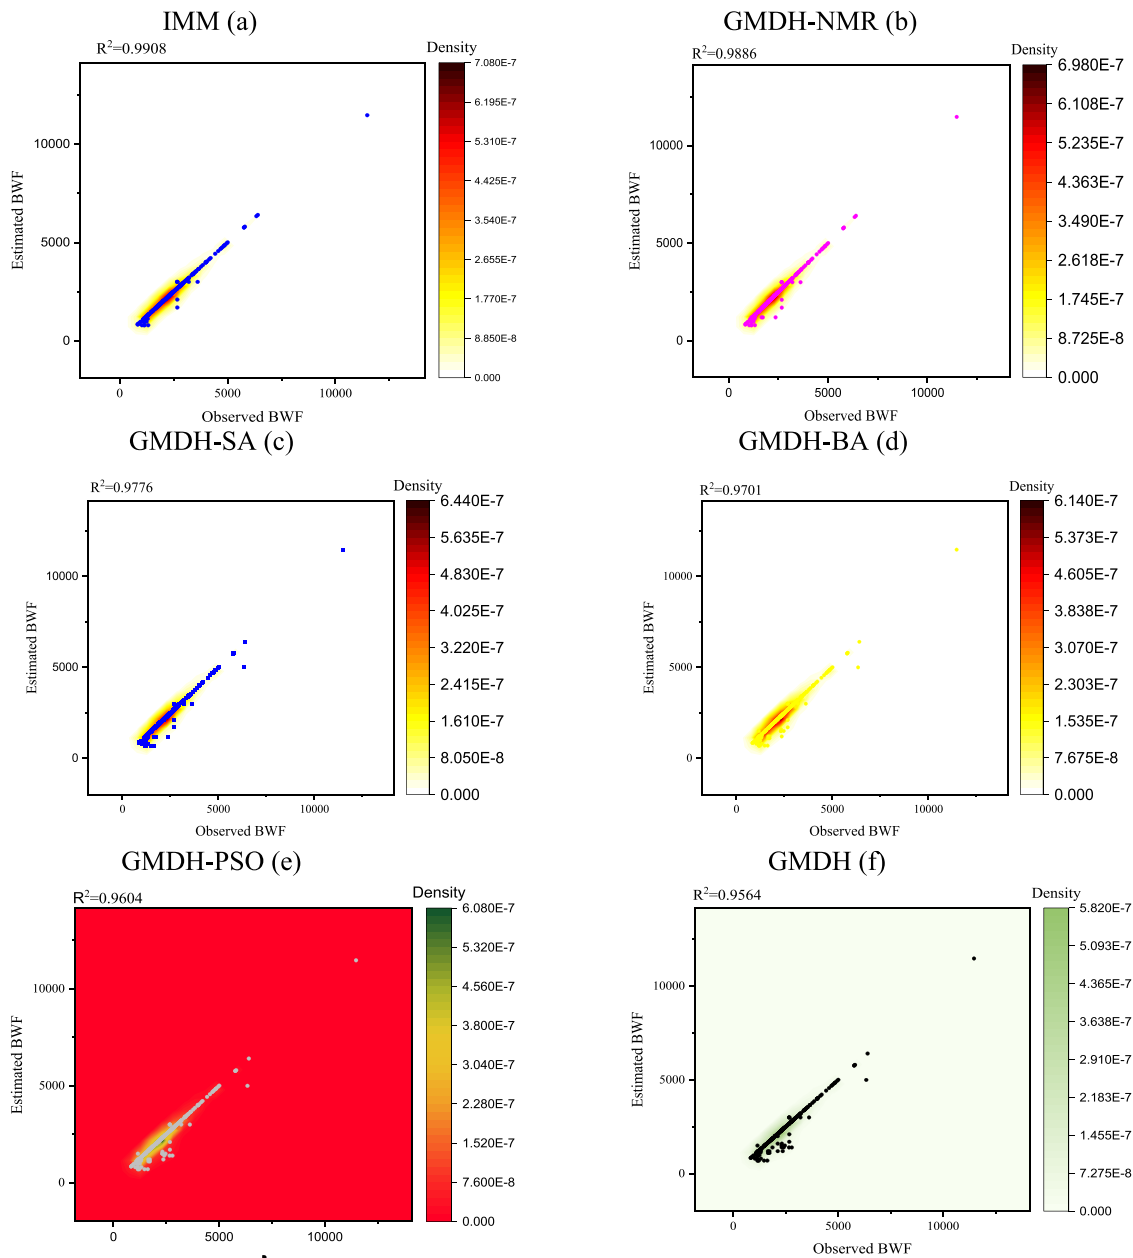 IMM (a)
R²=0.9908
Density
7.080E-7
6.195E-7
5.310E-7
4.425E-7
3.540E-7
2.655E-7
1.770E-7
8.850E-8
0.000
10000
5000
0
Estimated BWF
0
5000
10000
Observed BWF
GMDH-NMR (b)
R²=0.9886
Density
6.980E-7
6.108E-7
5.235E-7
4.363E-7
3.490E-7
2.618E-7
1.745E-7
8.725E-8
0.000
10000
5000
0
Estimated BWF
0
5000
10000
Observed BWF
GMDH-SA (c)
R²=0.9776
Density
6.440E-7
5.635E-7
4.830E-7
4.025E-7
3.220E-7
2.415E-7
1.610E-7
8.050E-8
0.000
10000
5000
0
Estimated BWF
0
5000
10000
Observed BWF
GMDH-BA (d)
R²=0.9701
Density
6.140E-7
5.373E-7
4.605E-7
3.838E-7
3.070E-7
2.303E-7
1.535E-7
7.675E-8
0.000
10000
5000
0
Estimated BWF
0
5000
10000
Observed BWF
GMDH-PSO (e)
R²=0.9604
Density
6.080E-7
5.320E-7
4.560E-7
3.800E-7
3.040E-7
2.280E-7
1.520E-7
7.600E-8
0.000
10000
5000
0
Estimated BWF
0
5000
10000
GMDH (f)
R²=0.9564
Density
5.820E-7
5.093E-7
4.365E-7
3.638E-7
2.910E-7
2.183E-7
1.455E-7
7.275E-8
0.000
10000
5000
0
Estimated BWF
0
5000
10000
Observed BWF